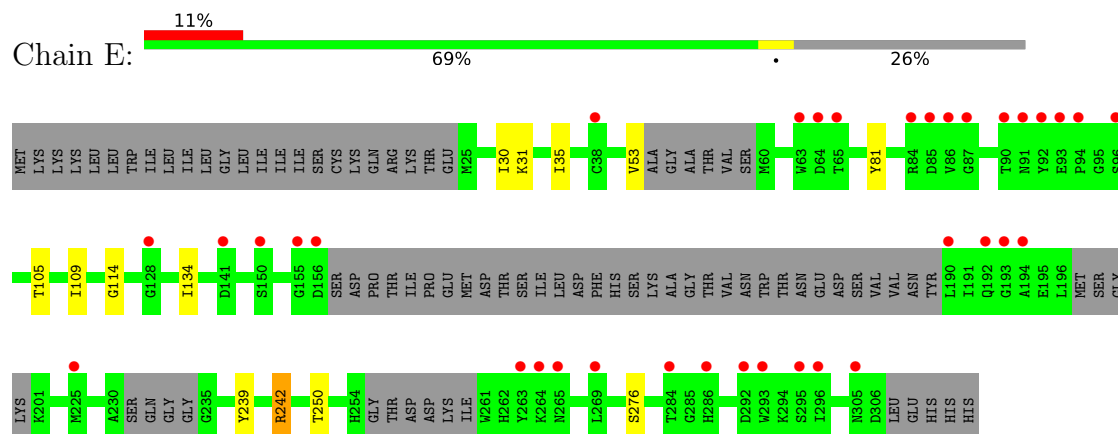 11%
Chain E:
69%
•
26%
MET LYS LYS LYS LEU LEU TRP ILE LEU ILE LEU GLY LEU ILE ILE ILE SER CYS LYS GLN ARG LYS THR GLU M25 I30 K31 I35 C38 V53 ALA GLY ALA THR VAL SER M60 W63 D64 T65 Y81 R84 D85 V86 G87 T90 N91 Y92 E93 P94 G95 S96
T105 I109 G114 G128 I134 D141 S150 G155 D156 SER ASP PRO THR ILE PRO GLU MET ASP THR SER ILE LEU ASP PHE HIS SER LYS ALA GLY THR VAL ASN TRP THR ASN GLU ASP SER VAL VAL ASN TYR L190 I191 Q192 G193 A194 E195 L196 MET SER GLY
LYS K201 M225 A230 SER GLN GLY GLY G235 Y239 R242 T250 H254 GLY THR ASP ASP LYS ILE W261 H262 Y263 K264 N265 L269 S276 T284 G285 H286 D292 W293 K294 S295 I296 N305 D306 LEU GLU HIS HIS HIS